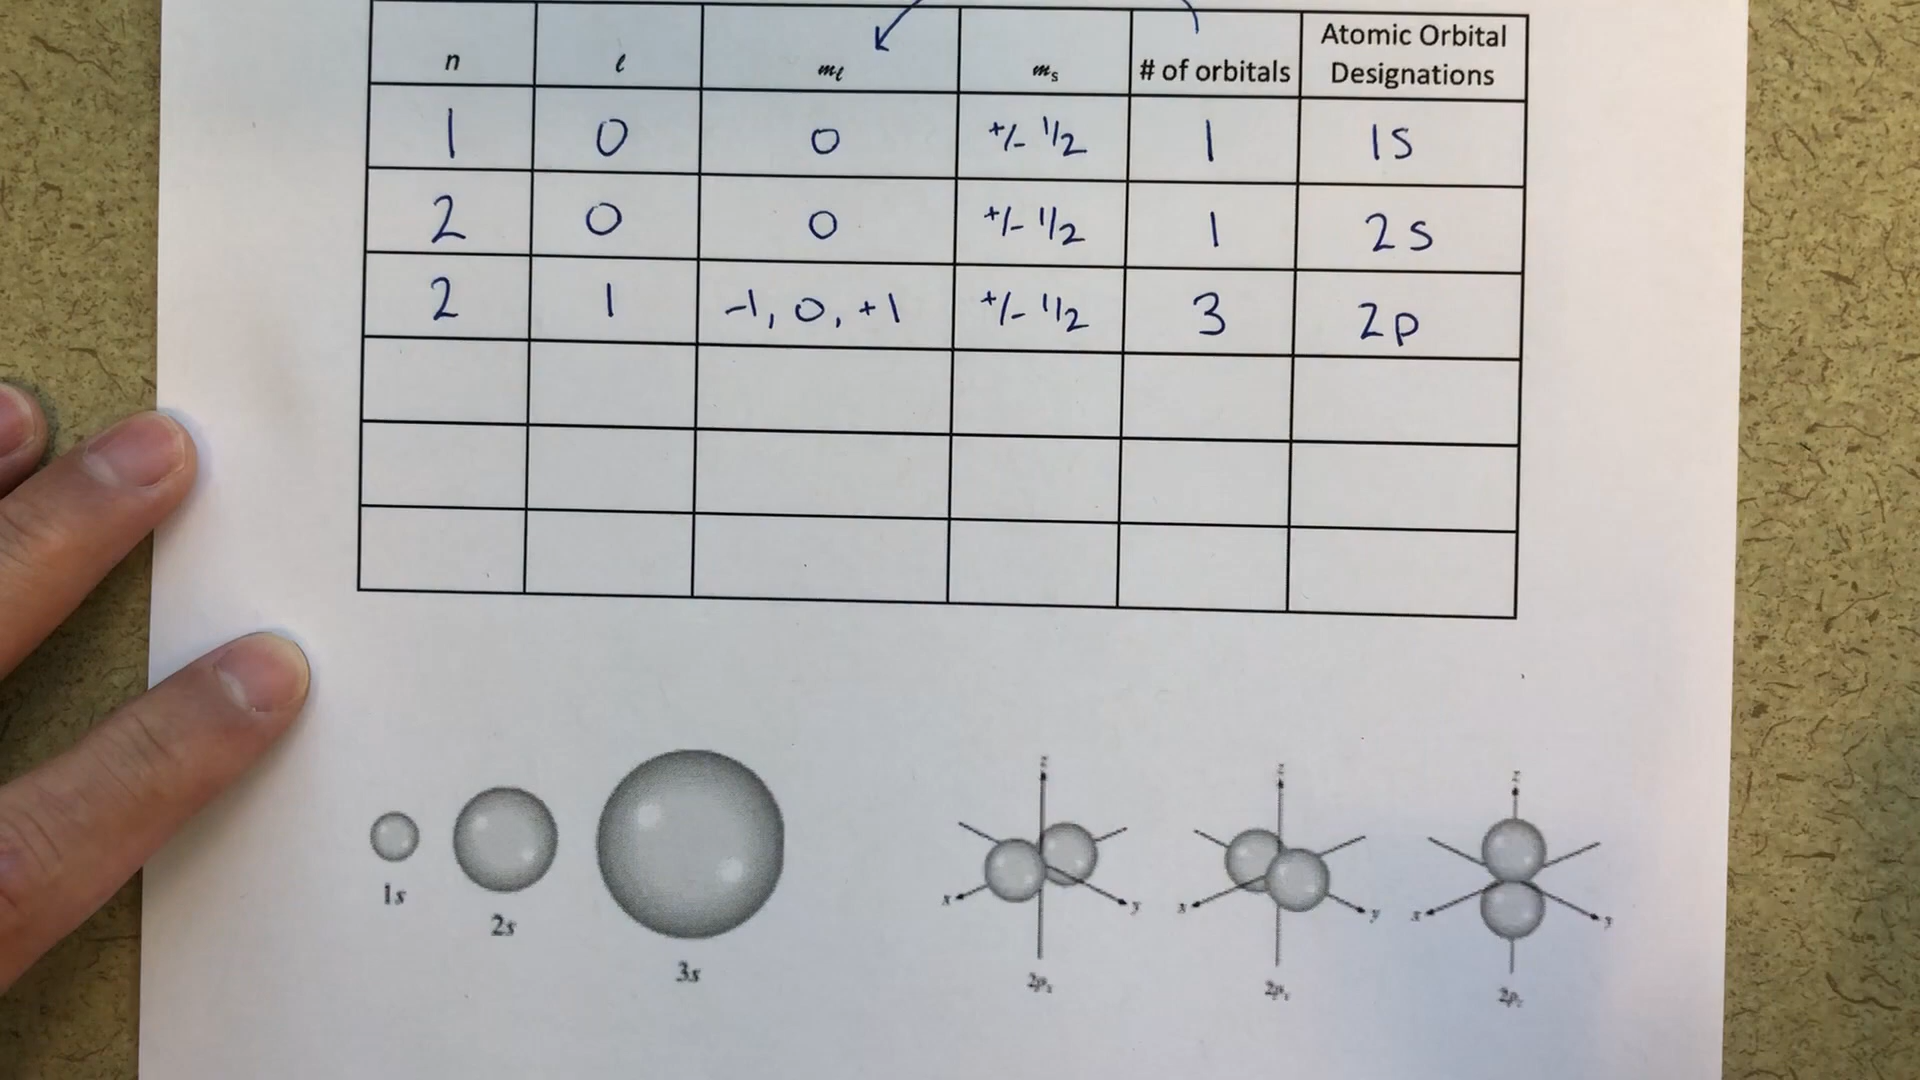 n ℓ mℓ ms # of orbitals Atomic Orbital Designations
1 0 0 +/- 1/2 1 1s
2 0 0 +/- 1/2 1 2s
2 1 -1, 0, +1 +/- 1/2 3 2p
z z z
x y x y x y
1s 2s 3s
2px 2py 2pz